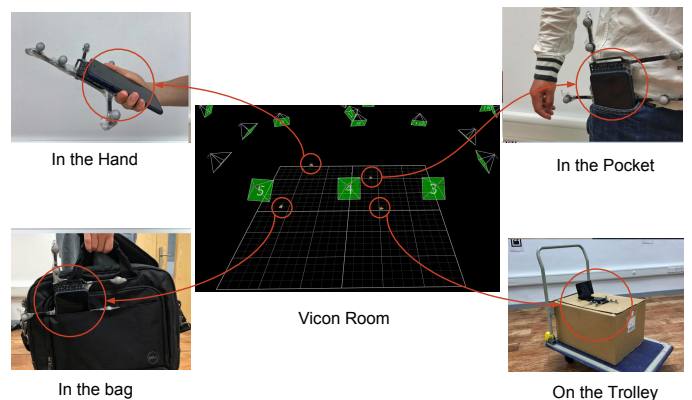 In the Hand
In the Pocket
5
4
3
Vicon Room
In the bag
On the Trolley